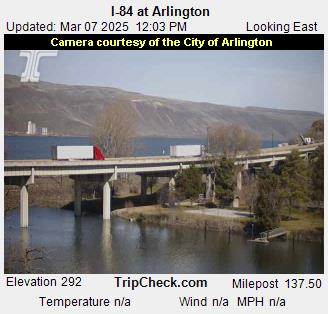 I-84 at Arlington
Updated: Mar 07 2025 12:03 PM Looking East
Camera courtesy of the City of Arlington
Elevation 292 TripCheck.com Milepost 137.50
Temperature n/a Wind n/a MPH n/a